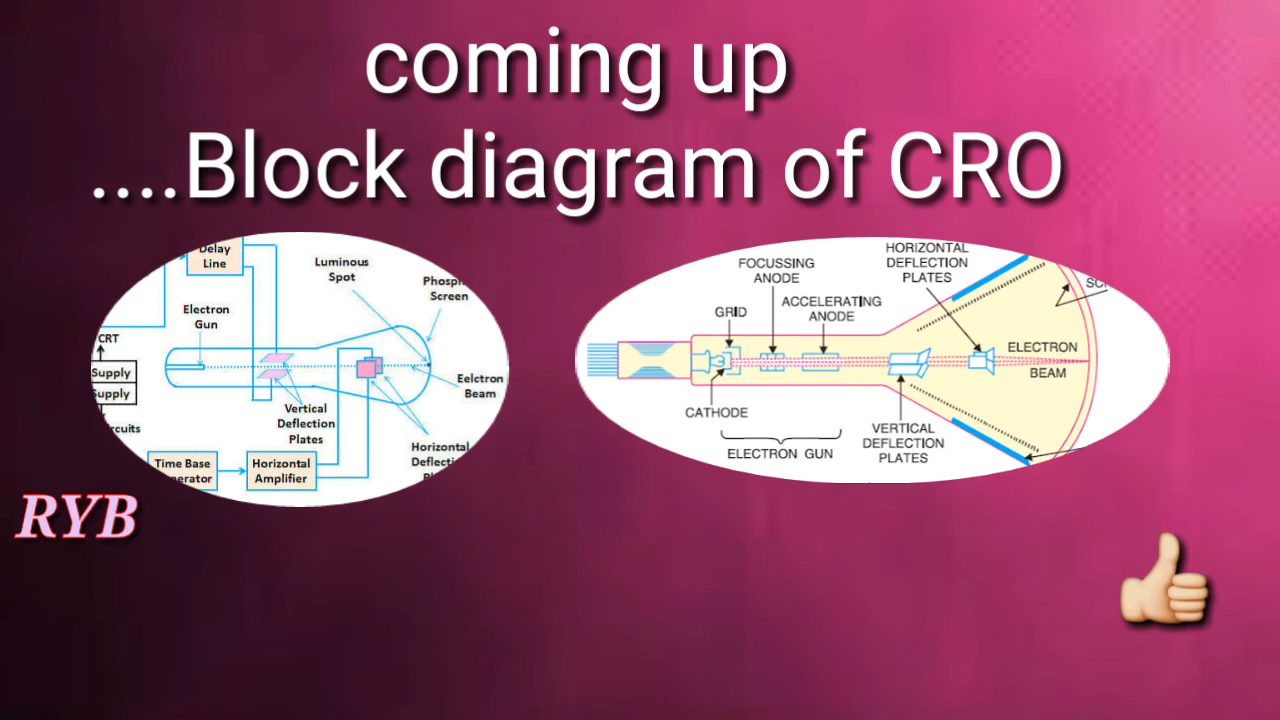 coming up
....Block diagram of CRO
Delay
Line
Luminous
Spot
Screen
Electron
Gun
CRT
Supply
Supply
Eelctron
Beam
Vertical
Deflection
Plates
Horizontal
Time Base
Horizontal
Amplifier
HORIZONTAL
DEFLECTION
PLATES
FOCUSSING
ANODE
ACCELERATING
ANODE
GRID
ELECTRON
BEAM
CATHODE
ELECTRON GUN
VERTICAL
DEFLECTION
PLATES
RYB